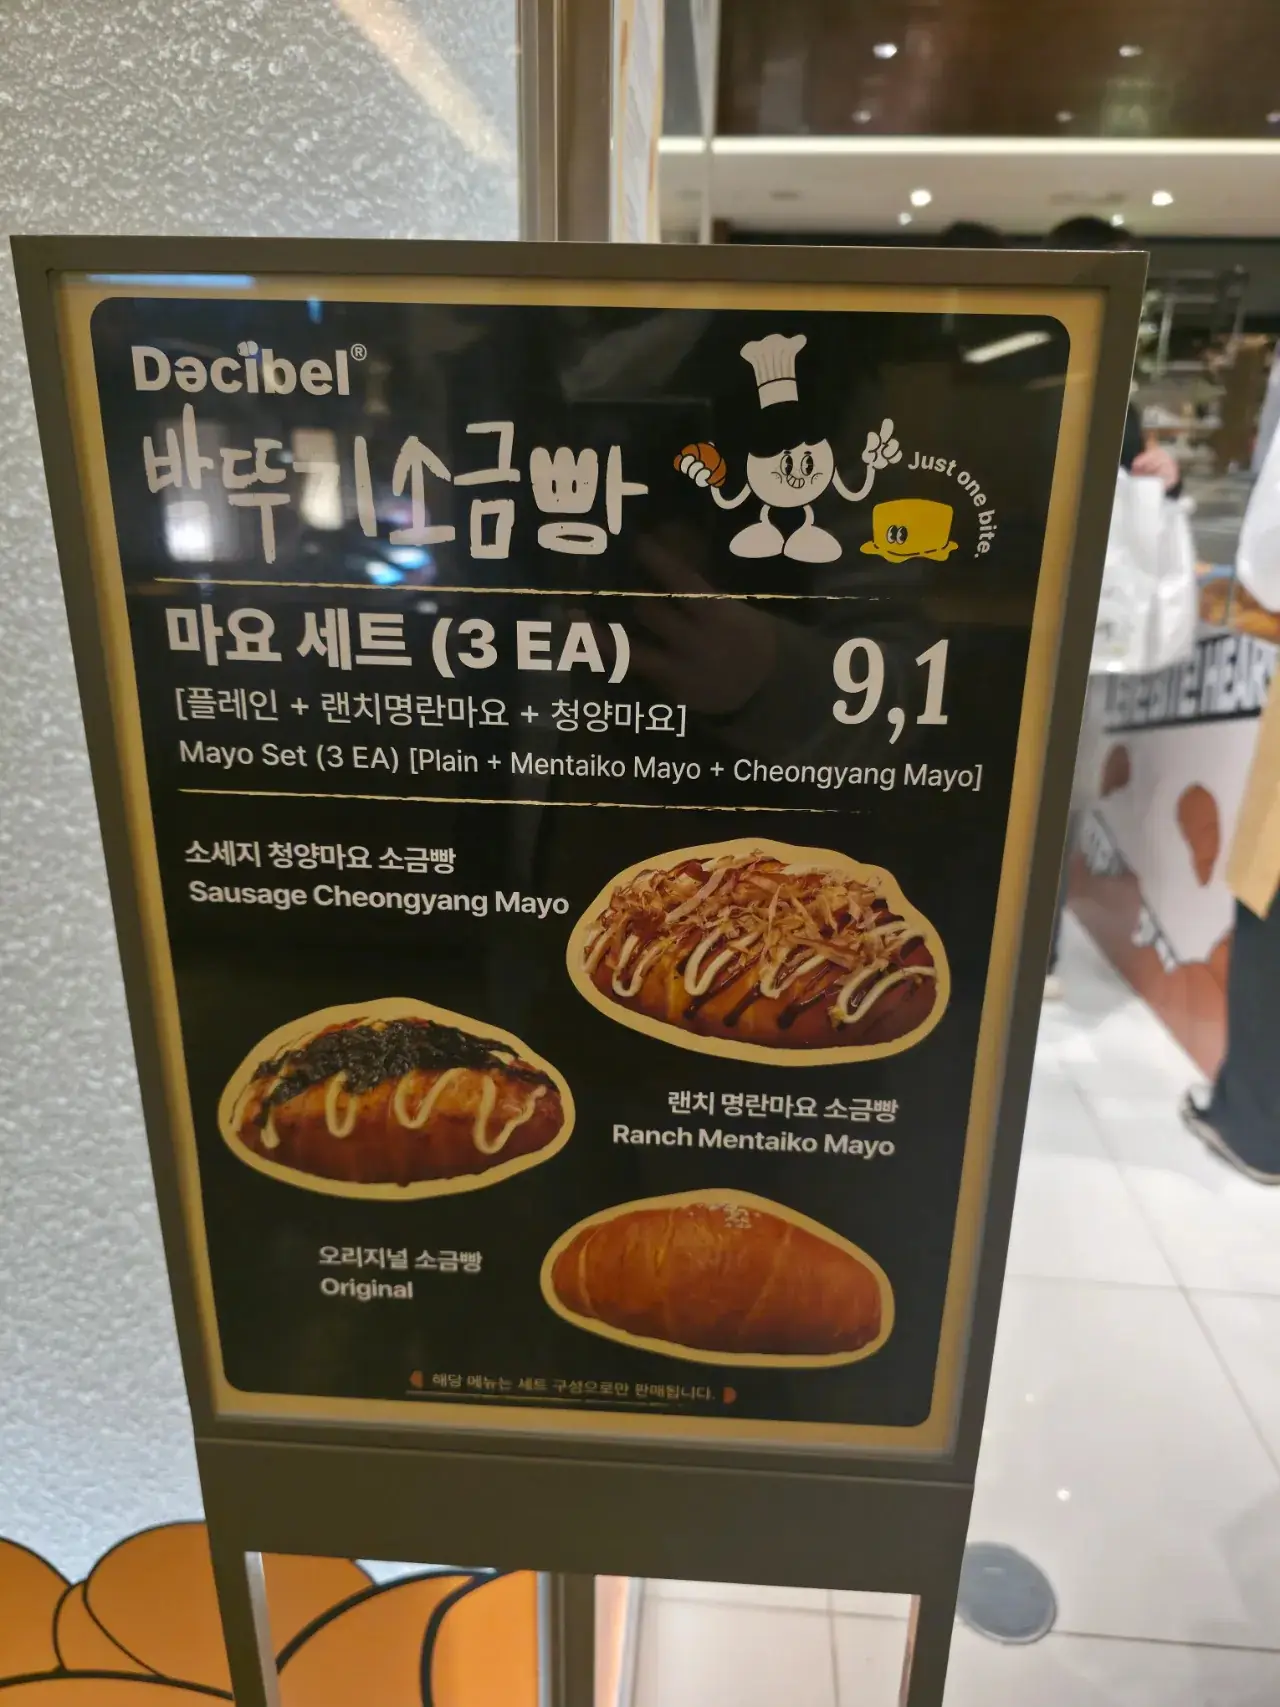 Dəcibel®
바뚜기소금빵
Just one bite.
마요 세트 (3 EA)
9,1
[플레인 + 랜치명란마요 + 청양마요]
Mayo Set (3 EA) [Plain + Mentaiko Mayo + Cheongyang Mayo]
소세지 청양마요 소금빵
Sausage Cheongyang Mayo
랜치 명란마요 소금빵
Ranch Mentaiko Mayo
오리지널 소금빵
Original
해당 메뉴는 세트 구성으로만 판매됩니다.